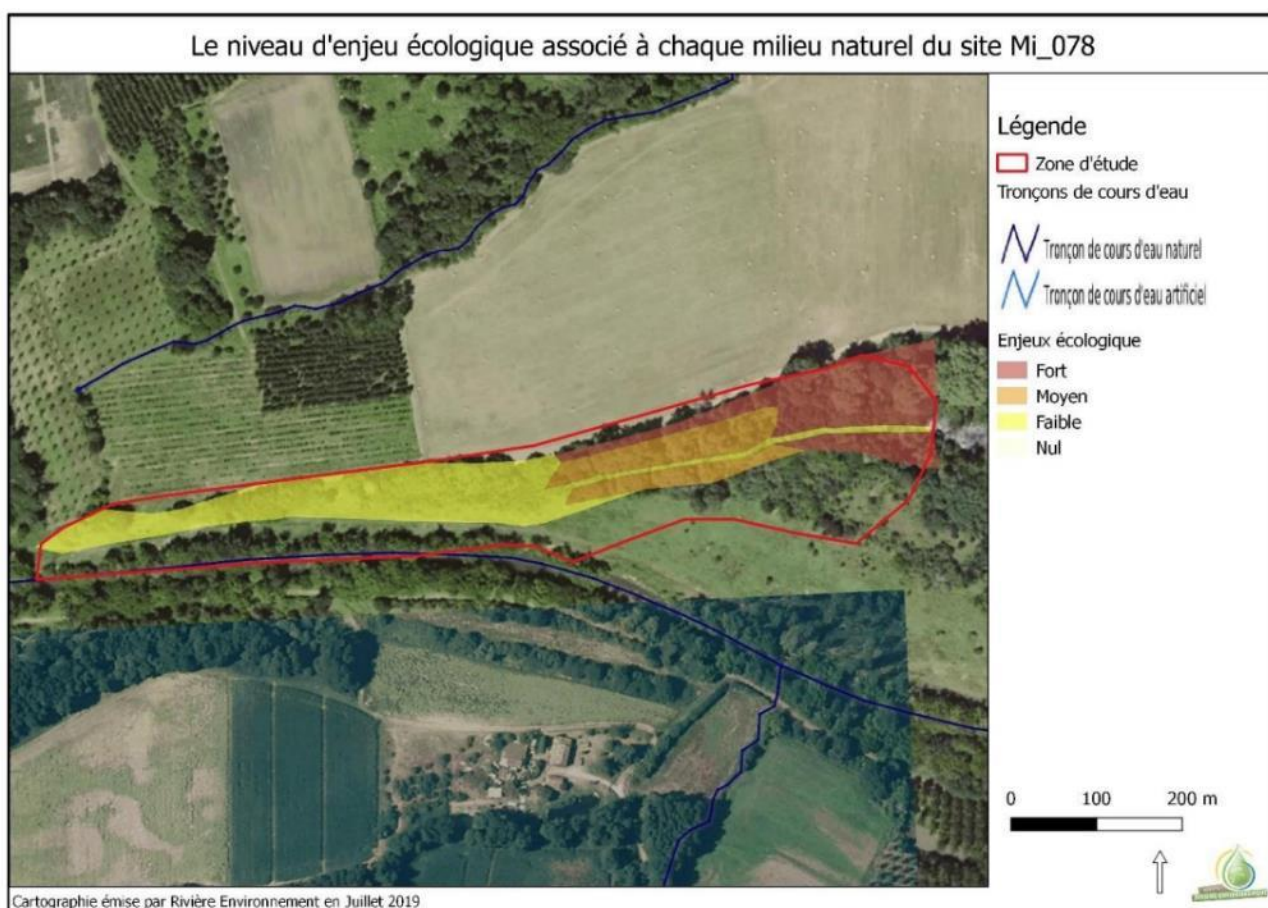 Le niveau d'enjeu écologique associé à chaque milieu naturel du site Mi_078
Légende
Zone d'étude
Tronçons de cours d'eau
Tronçon de cours d'eau naturel
Tronçon de cours d'eau artificiel
Enjeux écologique
Fort
Moyen
Faible
Nul
0 100 200 m
Cartographie émise par Rivière Environnement en Juillet 2019